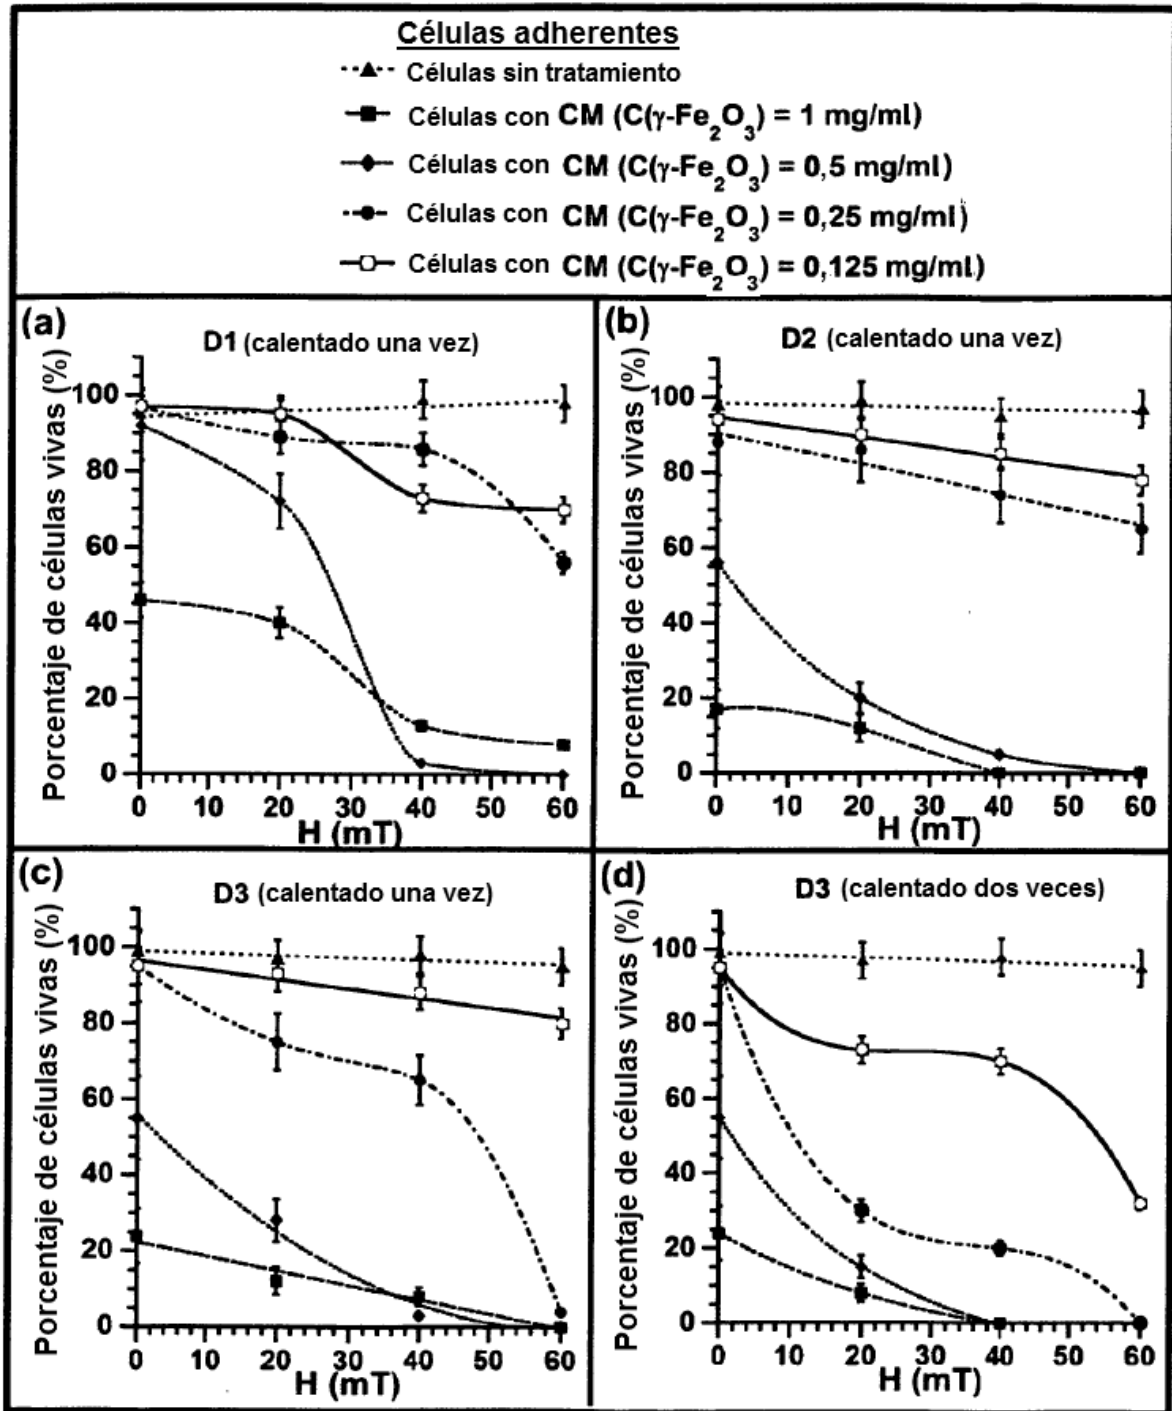 Células adherentes
Células sin tratamiento
Células con CM (C(γ-Fe₂O₃) = 1 mg/ml)
Células con CM (C(γ-Fe₂O₃) = 0,5 mg/ml)
Células con CM (C(γ-Fe₂O₃) = 0,25 mg/ml)
Células con CM (C(γ-Fe₂O₃) = 0,125 mg/ml)
(a)
D1 (calentado una vez)
Porcentaje de células vivas (%)
100
80
60
40
20
0
0 10 20 30 40 50 60
H (mT)
(b)
D2 (calentado una vez)
Porcentaje de células vivas (%)
100
80
60
40
20
0
0 10 20 30 40 50 60
H (mT)
(c)
D3 (calentado una vez)
Porcentaje de células vivas (%)
100
80
60
40
20
0
0 10 20 30 40 50 60
H (mT)
(d)
D3 (calentado dos veces)
Porcentaje de células vivas (%)
100
80
60
40
20
0
0 10 20 30 40 50 60
H (mT)